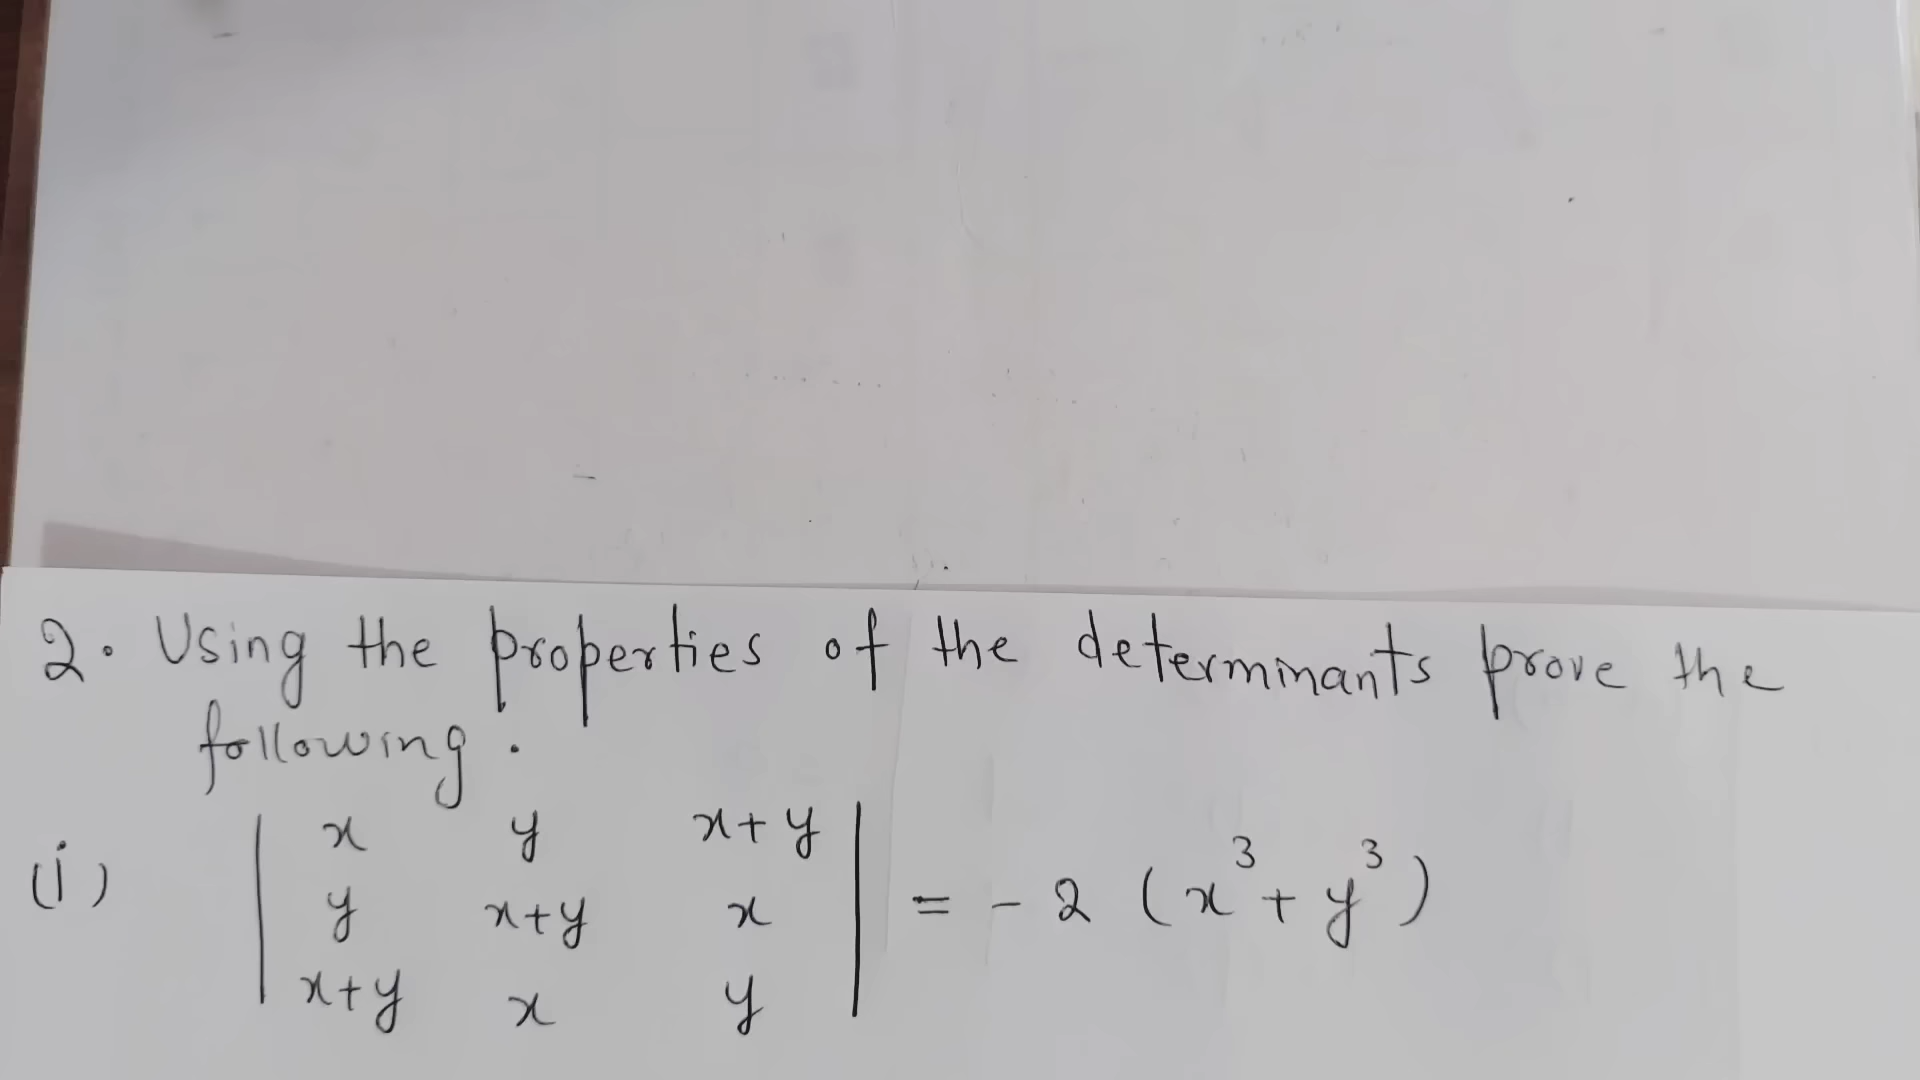 2. Using the properties of the determinants prove the
following.
(i) | x y x+y |
| y x+y x | = -2 (x³ + y³)
| x+y x y |